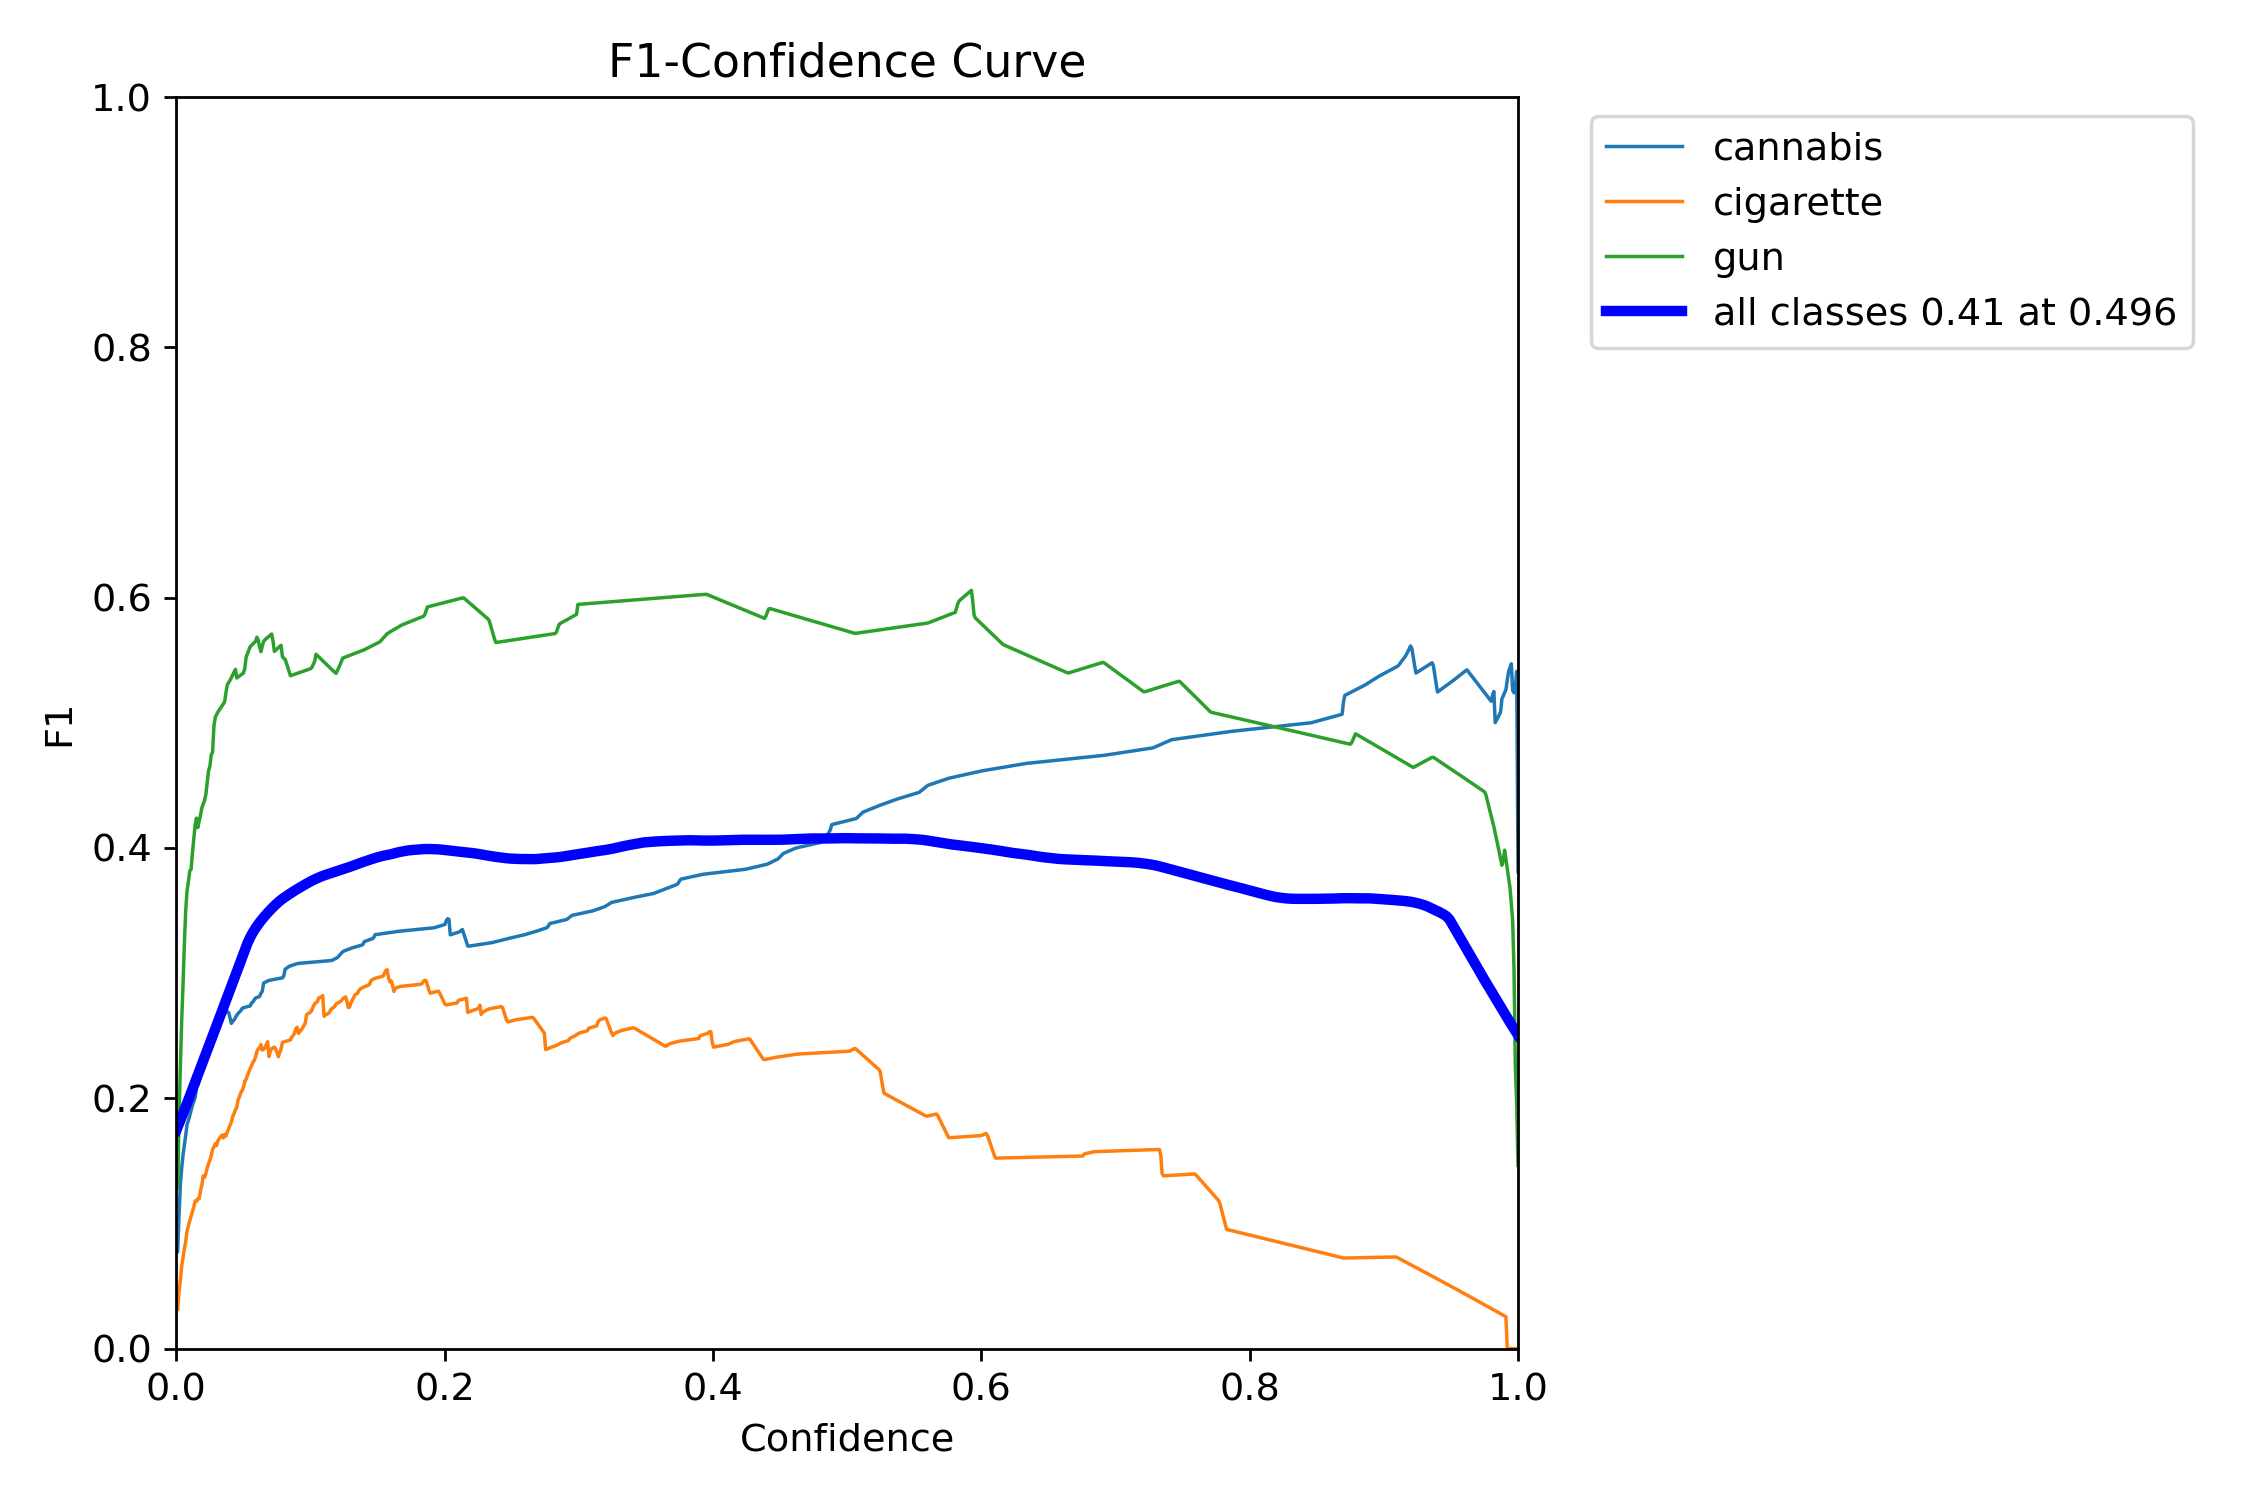 F1-Confidence Curve
cannabis
cigarette
gun
all classes 0.41 at 0.496
1.0
0.8
0.6
0.4
0.2
0.0
F1
0.0 0.2 0.4 0.6 0.8 1.0
Confidence